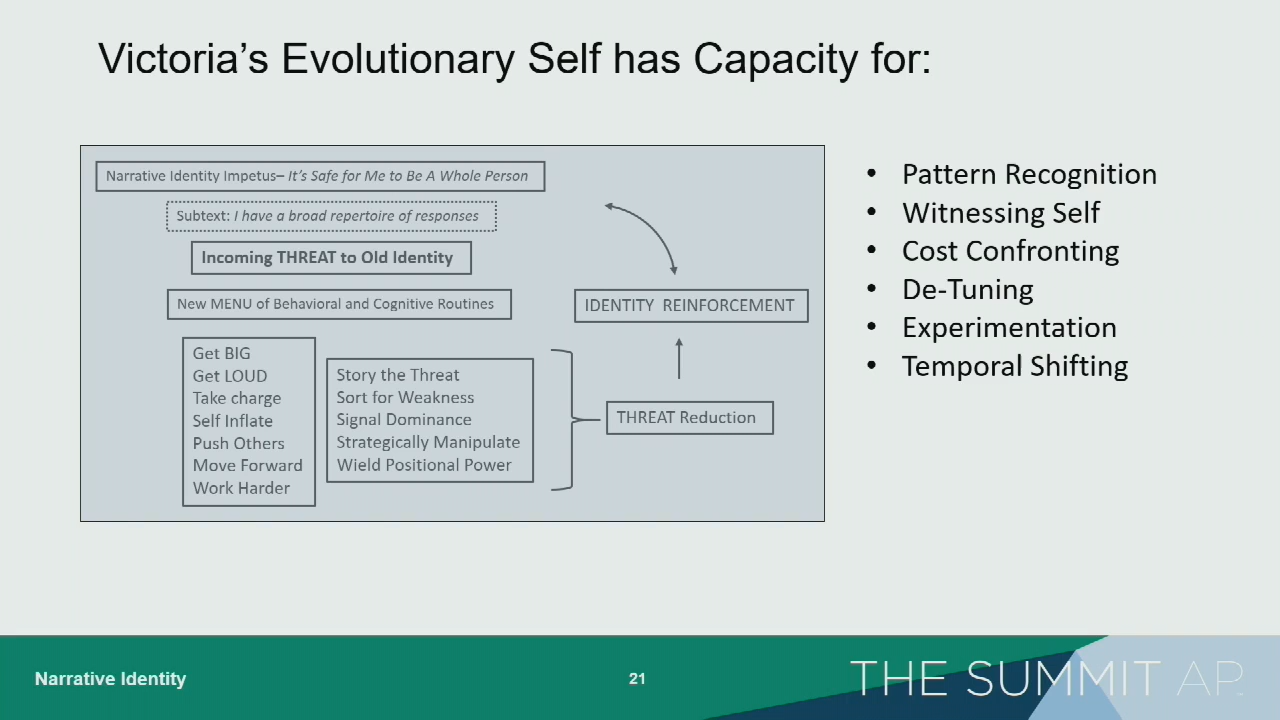 Victoria’s Evolutionary Self has Capacity for:
Narrative Identity Impetus– It’s Safe for Me to Be A Whole Person
Subtext: I have a broad repertoire of responses
Incoming THREAT to Old Identity
New MENU of Behavioral and Cognitive Routines
Get BIG
Get LOUD
Take charge
Self Inflate
Push Others
Move Forward
Work Harder
Story the Threat
Sort for Weakness
Signal Dominance
Strategically Manipulate
Wield Positional Power
IDENTITY REINFORCEMENT
THREAT Reduction
• Pattern Recognition
• Witnessing Self
• Cost Confronting
• De-Tuning
• Experimentation
• Temporal Shifting
Narrative Identity
21
THE SUMMIT AP